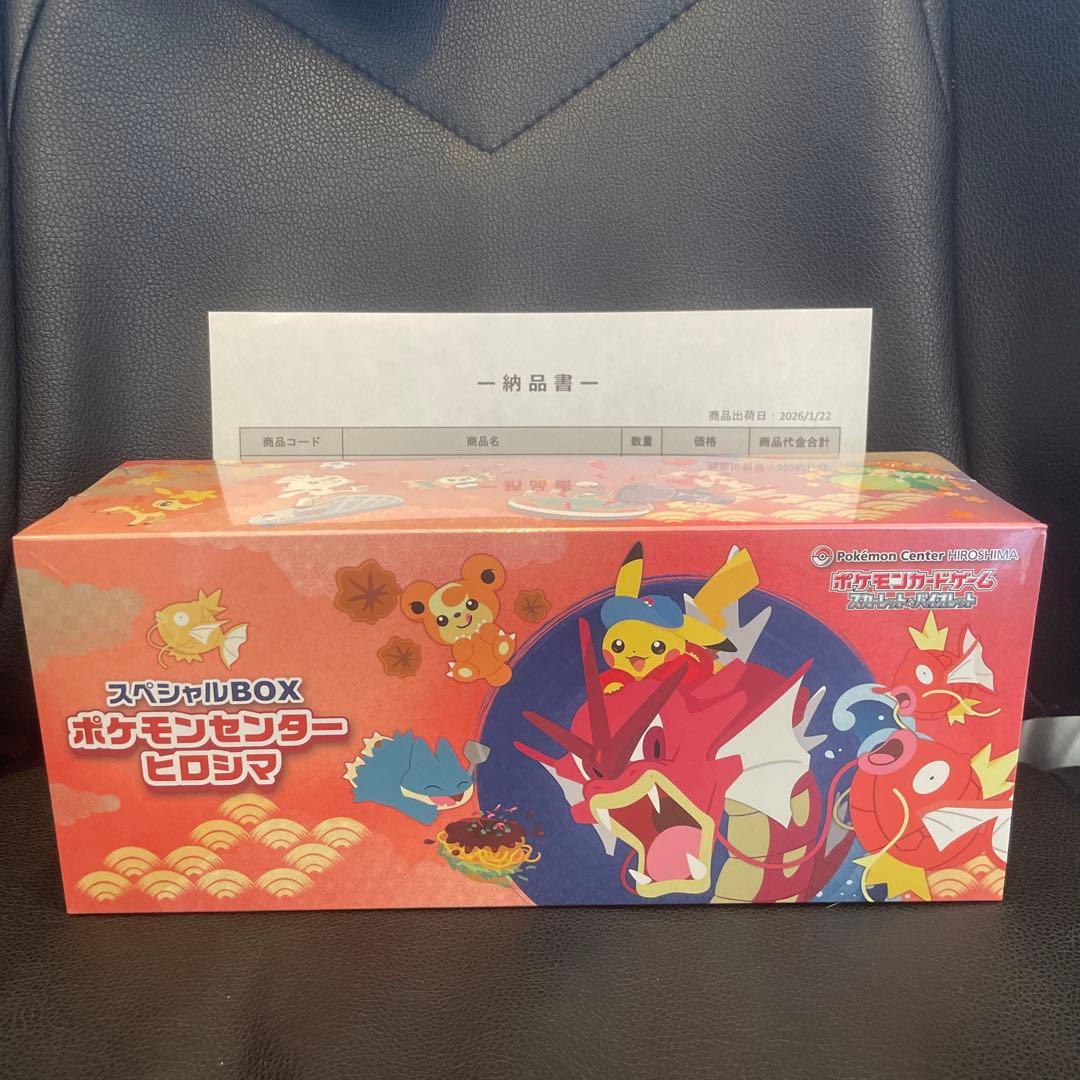 ー納品書ー
商品出荷日：2026/1/22
商品コード 商品名 数量 価格 商品代金合計
Pokémon Center HIROSHIMA
ポケモンカードゲーム
スカーレット&バイオレット
スペシャルBOX
ポケモンセンター
ヒロシマ